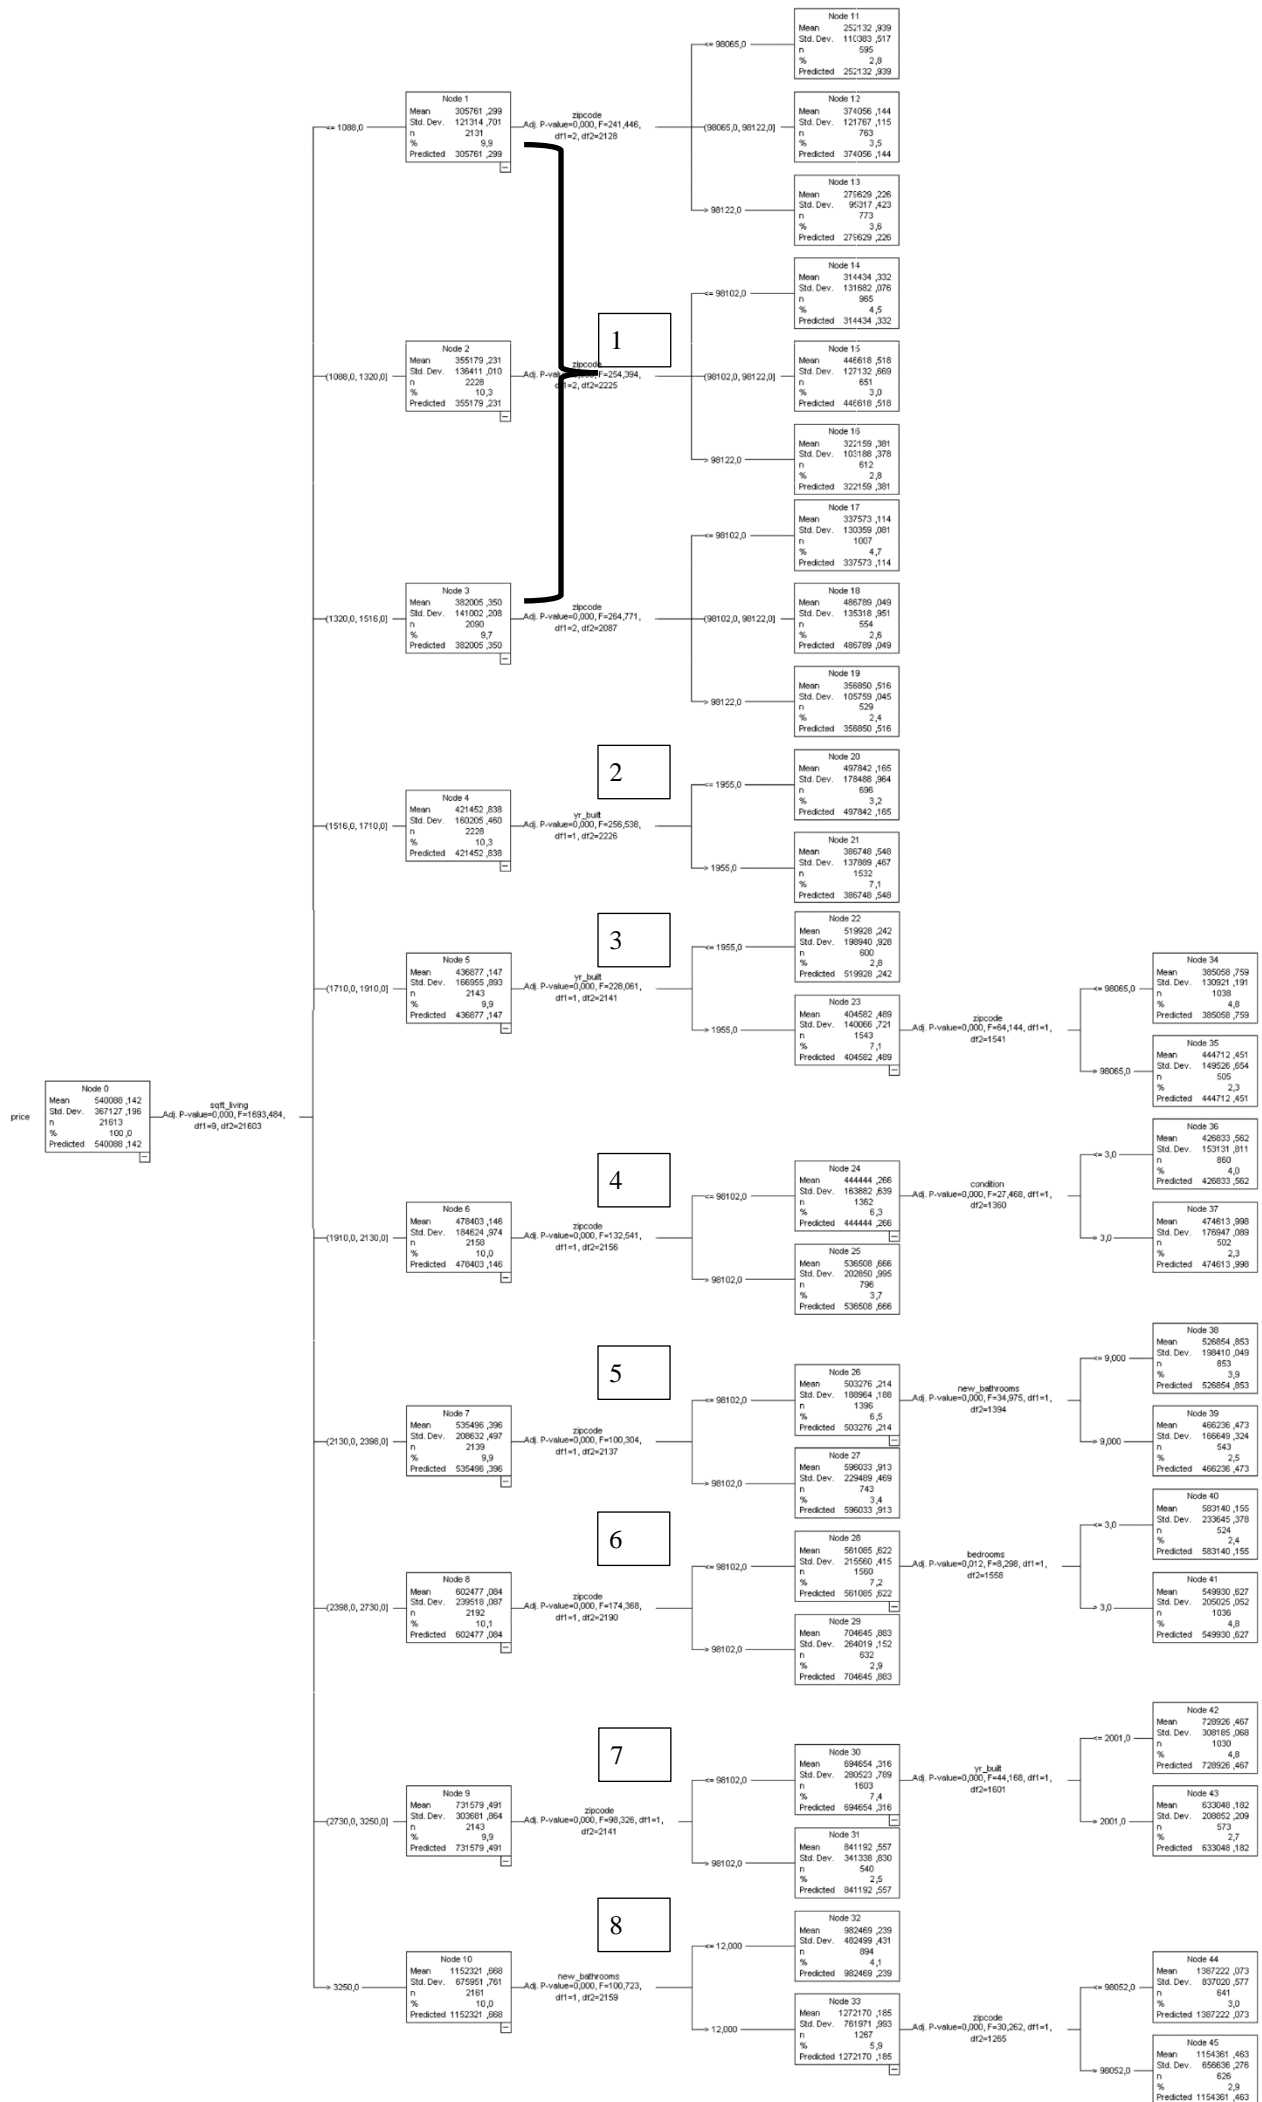 price
Node 0
Mean 540088 ,142
Std. Dev. 367127 ,196
n 21613
% 100 ,0
Predicted 540088 ,142
sqft_living
Adj. P-value=0,000, F=1693,484,
df1=9, df2=21603
<= 1088,0
Node 1
Mean 305761 ,299
Std. Dev. 121314 ,701
n 2131
% 9,9
Predicted 305761 ,299
zipcode
Adj. P-value=0,000, F=241,446,
df1=2, df2=2128
<= 98065,0
Node 11
Mean 252132 ,939
Std. Dev. 110383 ,517
n 595
% 2,8
Predicted 252132 ,939
(98065,0, 98122,0]
Node 12
Mean 374056 ,144
Std. Dev. 121767 ,115
n 763
% 3,5
Predicted 374056 ,144
> 98122,0
Node 13
Mean 279629 ,226
Std. Dev. 95317 ,423
n 773
% 3,6
Predicted 279629 ,226
1
(1088,0, 1320,0]
Node 2
Mean 355179 ,231
Std. Dev. 136411 ,010
n 2228
% 10,3
Predicted 355179 ,231
zipcode
Adj. F=254,394,
df1=2, df2=2225
<= 98102,0
Node 14
Mean 314434 ,332
Std. Dev. 131682 ,076
n 965
% 4,5
Predicted 314434 ,332
(98102,0, 98122,0]
Node 15
Mean 446618 ,518
Std. Dev. 127132 ,669
n 651
% 3,0
Predicted 446618 ,518
> 98122,0
Node 16
Mean 322159 ,381
Std. Dev. 103188 ,378
n 612
% 2,8
Predicted 322159 ,381
(1320,0, 1516,0]
Node 3
Mean 382005 ,350
Std. Dev. 141002 ,208
n 2090
% 9,7
Predicted 382005 ,350
zipcode
Adj. P-value=0,000, F=264,771,
df1=2, df2=2087
<= 98102,0
Node 17
Mean 337573 ,114
Std. Dev. 130359 ,081
n 1007
% 4,7
Predicted 337573 ,114
(98102,0, 98122,0]
Node 18
Mean 486789 ,049
Std. Dev. 135318 ,951
n 554
% 2,6
Predicted 486789 ,049
> 98122,0
Node 19
Mean 356850 ,516
Std. Dev. 105759 ,045
n 529
% 2,4
Predicted 356850 ,516
2
(1516,0, 1710,0]
Node 4
Mean 421452 ,838
Std. Dev. 160205 ,460
n 2228
% 10,3
Predicted 421452 ,838
yr_built
Adj. P-value=0,000, F=256,538,
df1=1, df2=2226
<= 1955,0
Node 20
Mean 497842 ,165
Std. Dev. 178488 ,964
n 696
% 3,2
Predicted 497842 ,165
> 1955,0
Node 21
Mean 386748 ,548
Std. Dev. 137889 ,467
n 1532
% 7,1
Predicted 386748 ,548
3
(1710,0, 1910,0]
Node 5
Mean 436877 ,147
Std. Dev. 166955 ,893
n 2143
% 9,9
Predicted 436877 ,147
yr_built
Adj. P-value=0,000, F=228,061,
df1=1, df2=2141
<= 1955,0
Node 22
Mean 519928 ,242
Std. Dev. 198940 ,928
n 600
% 2,8
Predicted 519928 ,242
> 1955,0
Node 23
Mean 404582 ,489
Std. Dev. 140066 ,721
n 1543
% 7,1
Predicted 404582 ,489
zipcode
Adj. P-value=0,000, F=64,144, df1=1,
df2=1541
<= 98065,0
Node 34
Mean 385058 ,759
Std. Dev. 130921 ,191
n 1038
% 4,8
Predicted 385058 ,759
> 98065,0
Node 35
Mean 444712 ,451
Std. Dev. 149526 ,654
n 505
% 2,3
Predicted 444712 ,451
4
(1910,0, 2130,0]
Node 6
Mean 478403 ,146
Std. Dev. 184624 ,974
n 2158
% 10,0
Predicted 478403 ,146
zipcode
Adj. P-value=0,000, F=132,541,
df1=1, df2=2156
<= 98102,0
Node 24
Mean 444444 ,266
Std. Dev. 163882 ,639
n 1362
% 6,3
Predicted 444444 ,266
> 98102,0
Node 25
Mean 536508 ,666
Std. Dev. 202850 ,995
n 796
% 3,7
Predicted 536508 ,666
condition
Adj. P-value=0,000, F=27,468, df1=1,
df2=1360
<= 3,0
Node 36
Mean 426833 ,562
Std. Dev. 153131 ,811
n 860
% 4,0
Predicted 426833 ,562
> 3,0
Node 37
Mean 474613 ,998
Std. Dev. 176947 ,089
n 502
% 2,3
Predicted 474613 ,998
5
(2130,0, 2398,0]
Node 7
Mean 535496 ,396
Std. Dev. 208632 ,497
n 2139
% 9,9
Predicted 535496 ,396
zipcode
Adj. P-value=0,000, F=100,304,
df1=1, df2=2137
<= 98102,0
Node 26
Mean 503276 ,214
Std. Dev. 188964 ,188
n 1396
% 6,5
Predicted 503276 ,214
> 98102,0
Node 27
Mean 596033 ,913
Std. Dev. 229489 ,469
n 743
% 3,4
Predicted 596033 ,913
new_bathrooms
Adj. P-value=0,000, F=34,975, df1=1,
df2=1394
<= 9,000
Node 38
Mean 526854 ,853
Std. Dev. 198410 ,049
n 853
% 3,9
Predicted 526854 ,853
> 9,000
Node 39
Mean 466236 ,473
Std. Dev. 166649 ,324
n 543
% 2,5
Predicted 466236 ,473
6
(2398,0, 2730,0]
Node 8
Mean 602477 ,084
Std. Dev. 239518 ,087
n 2192
% 10,1
Predicted 602477 ,084
zipcode
Adj. P-value=0,000, F=174,368,
df1=1, df2=2190
<= 98102,0
Node 28
Mean 561085 ,622
Std. Dev. 215560 ,415
n 1560
% 7,2
Predicted 561085 ,622
> 98102,0
Node 29
Mean 704645 ,883
Std. Dev. 264019 ,152
n 632
% 2,9
Predicted 704645 ,883
bedrooms
Adj. P-value=0,012, F=8,298, df1=1,
df2=1558
<= 3,0
Node 40
Mean 583140 ,155
Std. Dev. 233645 ,378
n 524
% 2,4
Predicted 583140 ,155
> 3,0
Node 41
Mean 549930 ,627
Std. Dev. 205025 ,052
n 1036
% 4,8
Predicted 549930 ,627
7
(2730,0, 3250,0]
Node 9
Mean 731579 ,491
Std. Dev. 303681 ,864
n 2143
% 9,9
Predicted 731579 ,491
zipcode
Adj. P-value=0,000, F=98,326, df1=1,
df2=2141
<= 98102,0
Node 30
Mean 694654 ,316
Std. Dev. 280523 ,789
n 1603
% 7,4
Predicted 694654 ,316
> 98102,0
Node 31
Mean 841192 ,557
Std. Dev. 341338 ,830
n 540
% 2,5
Predicted 841192 ,557
yr_built
Adj. P-value=0,000, F=44,168, df1=1,
df2=1601
<= 2001,0
Node 42
Mean 728926 ,467
Std. Dev. 308185 ,068
n 1030
% 4,8
Predicted 728926 ,467
> 2001,0
Node 43
Mean 633048 ,182
Std. Dev. 208852 ,209
n 573
% 2,7
Predicted 633048 ,182
8
> 3250,0
Node 10
Mean 1152321 ,668
Std. Dev. 675951 ,761
n 2161
% 10,0
Predicted 1152321 ,668
new_bathrooms
Adj. P-value=0,000, F=100,723,
df1=1, df2=2159
<= 12,000
Node 32
Mean 982469 ,239
Std. Dev. 482499 ,431
n 894
% 4,1
Predicted 982469 ,239
> 12,000
Node 33
Mean 1272170 ,185
Std. Dev. 761971 ,993
n 1267
% 5,9
Predicted 1272170 ,185
zipcode
Adj. P-value=0,000, F=30,262, df1=1,
df2=1265
<= 98052,0
Node 44
Mean 1387222 ,073
Std. Dev. 837020 ,577
n 641
% 3,0
Predicted 1387222 ,073
> 98052,0
Node 45
Mean 1154361 ,463
Std. Dev. 656636 ,276
n 626
% 2,9
Predicted 1154361 ,463